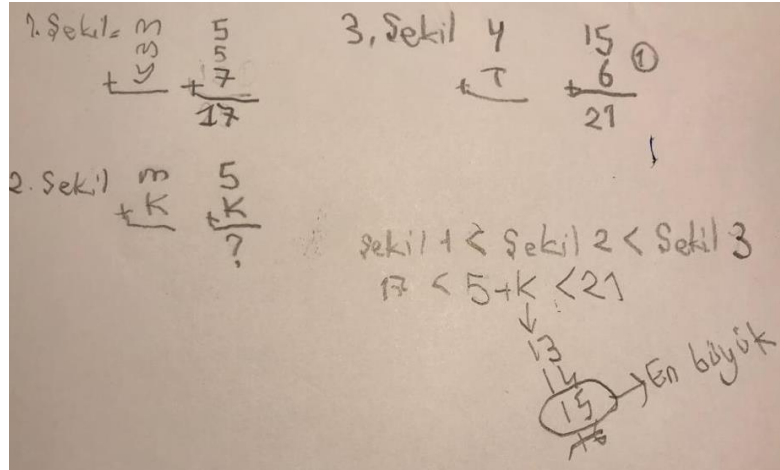 1. Şekil = m 5
m 5
+ y + 7
17
3. Şekil y 15
+ T + 6 ①
21
2. Şekil m 5
+ K + K
?
Şekil 1 < Şekil 2 < Şekil 3
17 < 5+K < 21
13
14
15 → En büyük